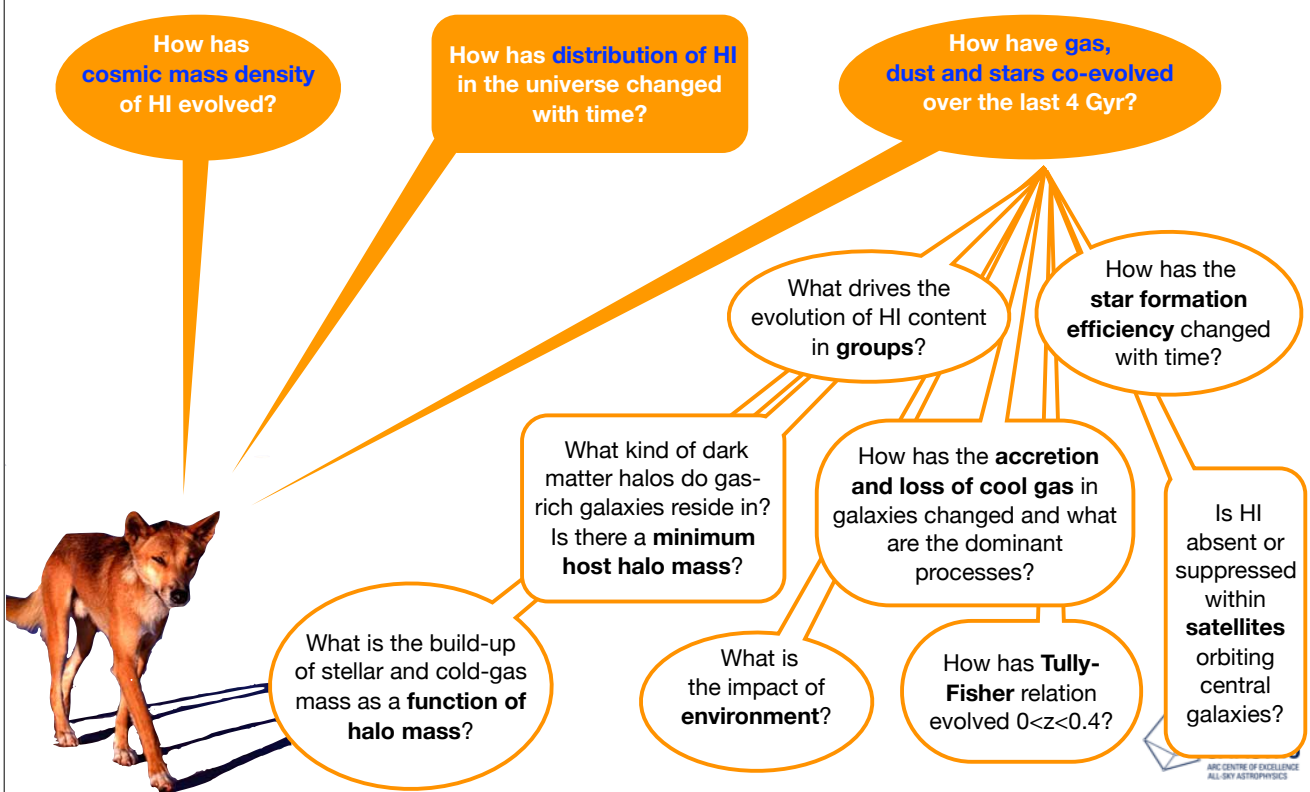 How has
cosmic mass density
of HI evolved?
How has distribution of HI
in the universe changed
with time?
How have gas,
dust and stars co-evolved
over the last 4 Gyr?
What drives the
evolution of HI content
in groups?
How has the
star formation
efficiency changed
with time?
What kind of dark
matter halos do gas-
rich galaxies reside in?
Is there a minimum
host halo mass?
How has the accretion
and loss of cool gas in
galaxies changed and what
are the dominant
processes?
Is HI
absent or
suppressed
within
satellites
orbiting
central
galaxies?
What is the build-up
of stellar and cold-gas
mass as a function of
halo mass?
What is
the impact of
environment?
How has Tully-
Fisher relation
evolved 0<z<0.4?
ARC CENTRE OF EXCELLENCE
ALL-SKY ASTROPHYSICS